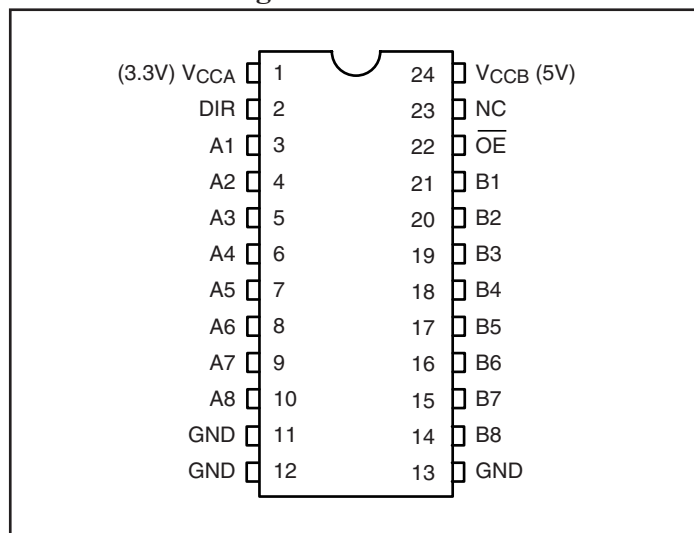 (3.3V) VCCA 1 24 VCCB (5V)
DIR 2 23 NC
A1 3 22 O̅E̅
A2 4 21 B1
A3 5 20 B2
A4 6 19 B3
A5 7 18 B4
A6 8 17 B5
A7 9 16 B6
A8 10 15 B7
GND 11 14 B8
GND 12 13 GND